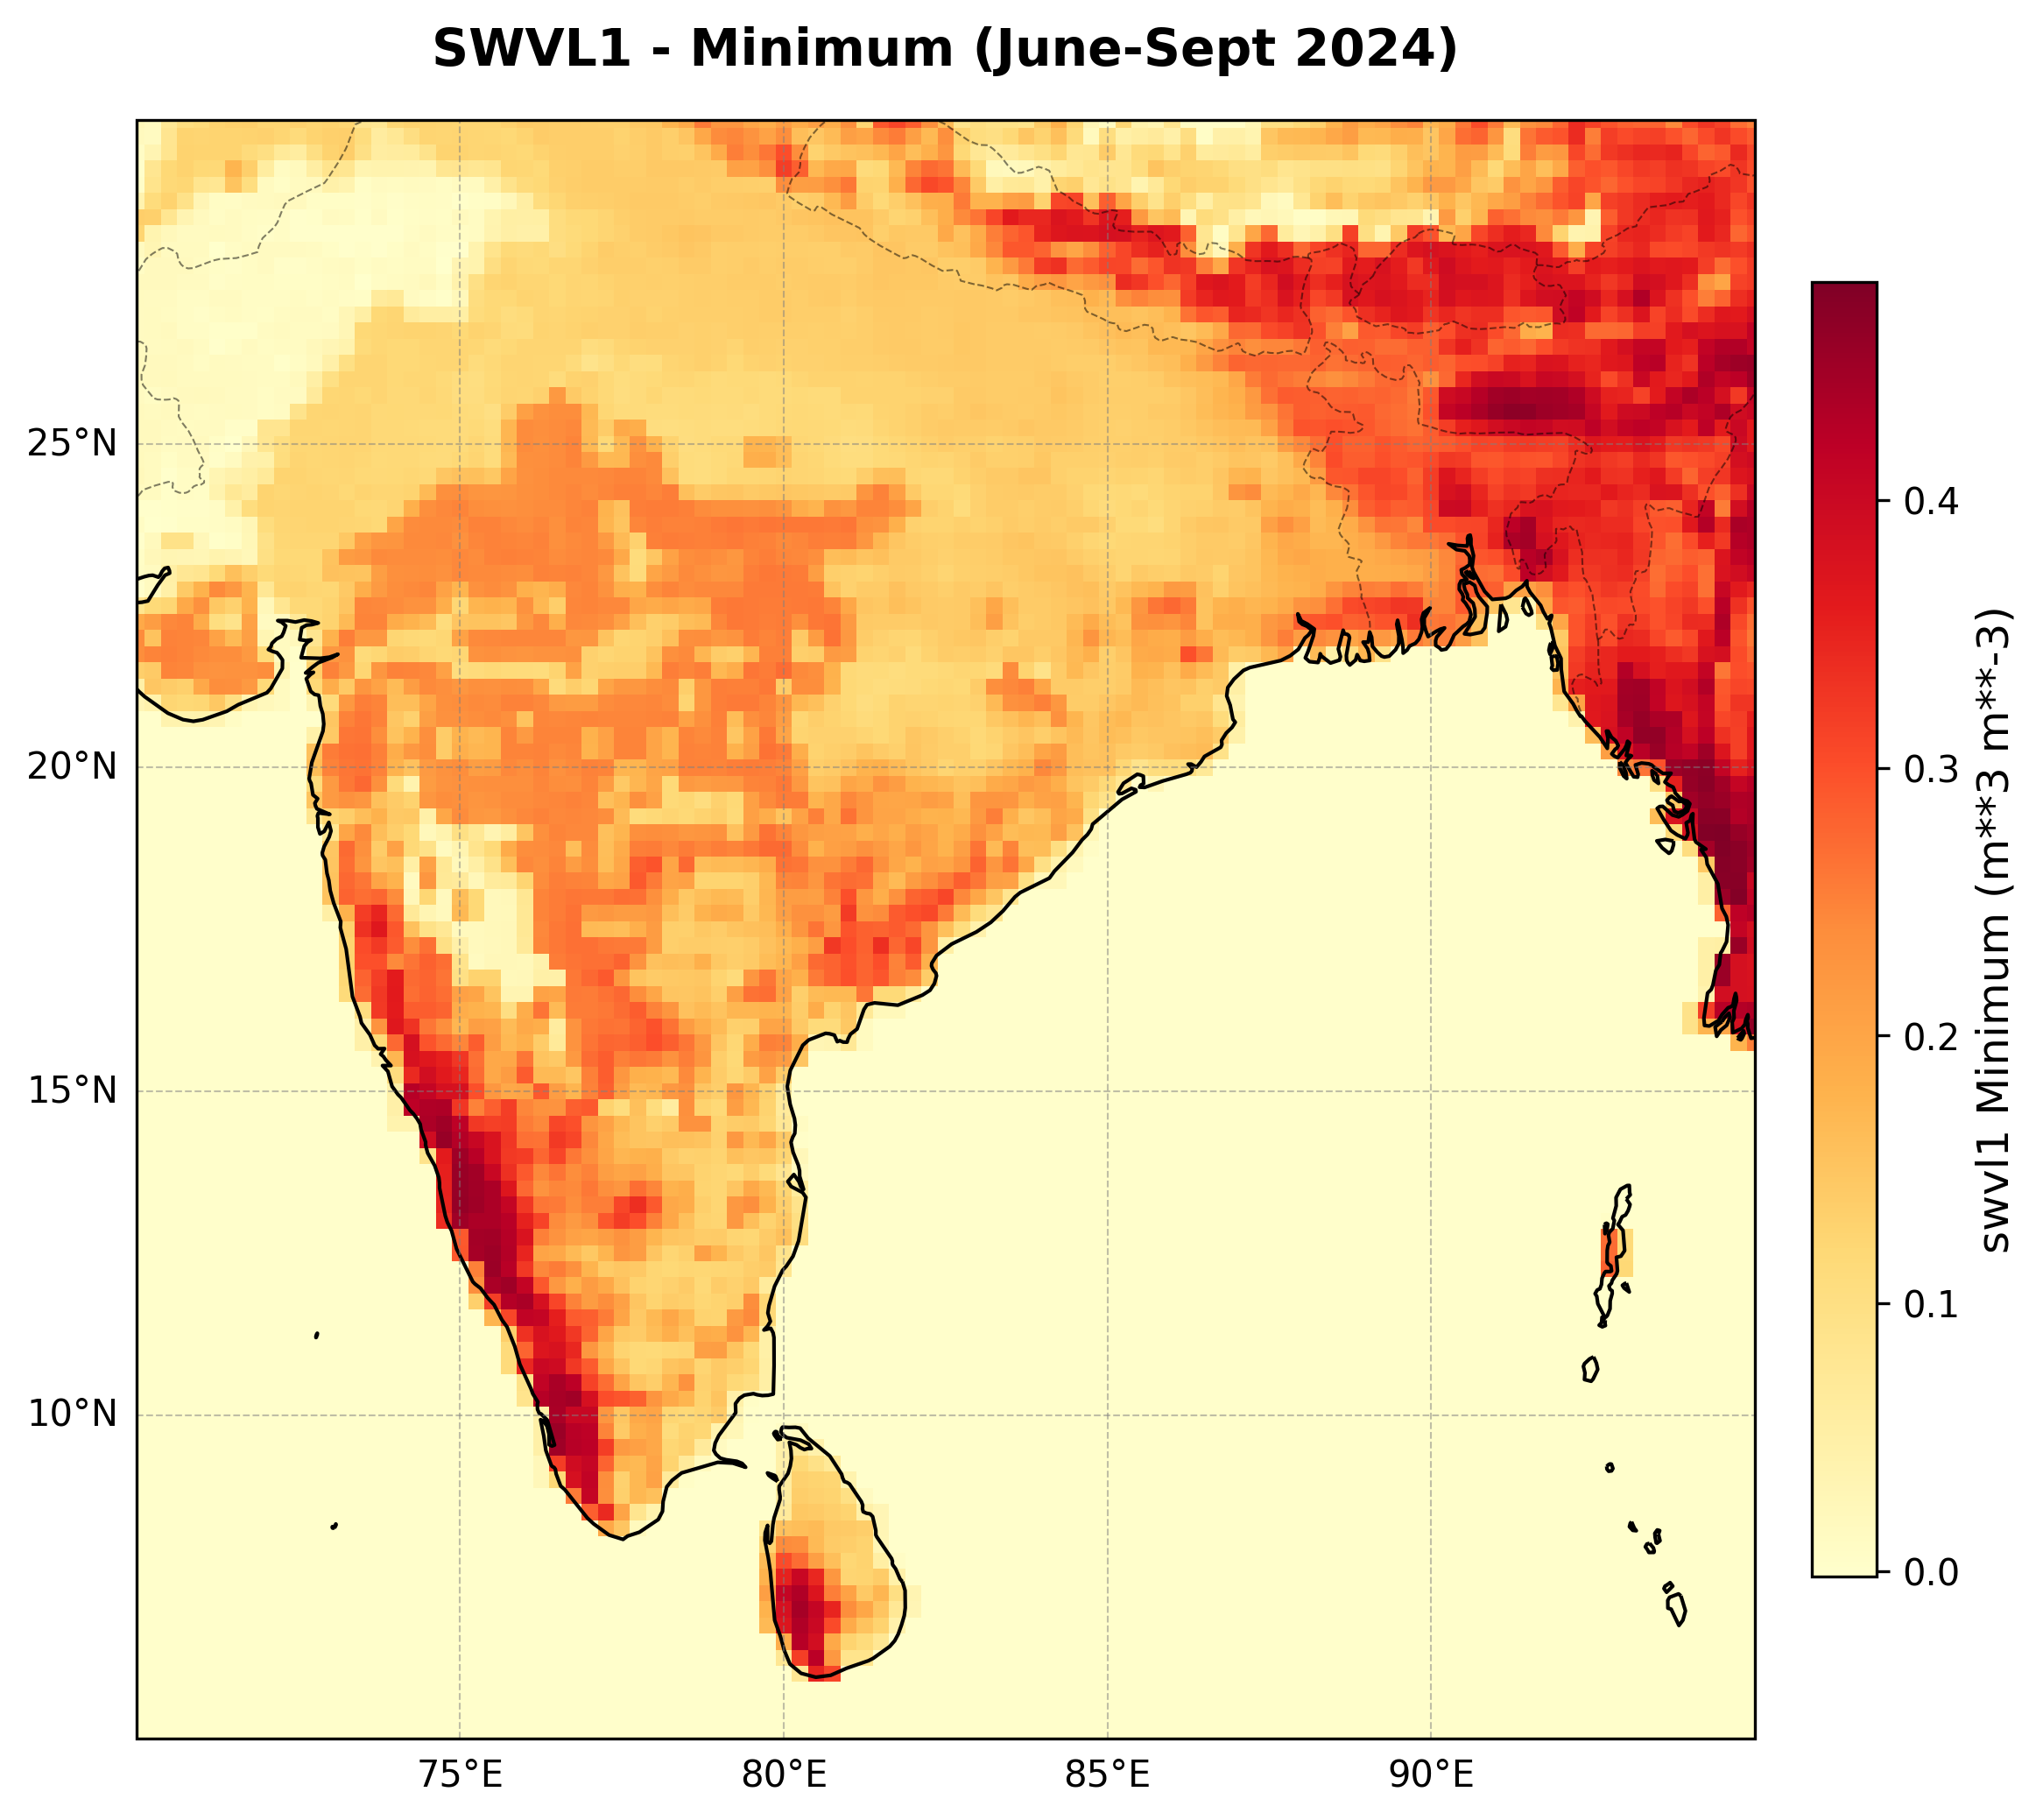 SWVL1 - Minimum (June-Sept 2024)
25°N
20°N
15°N
10°N
75°E
80°E
85°E
90°E
0.4
0.3
0.2
0.1
0.0
swvl1 Minimum (m**3 m**-3)